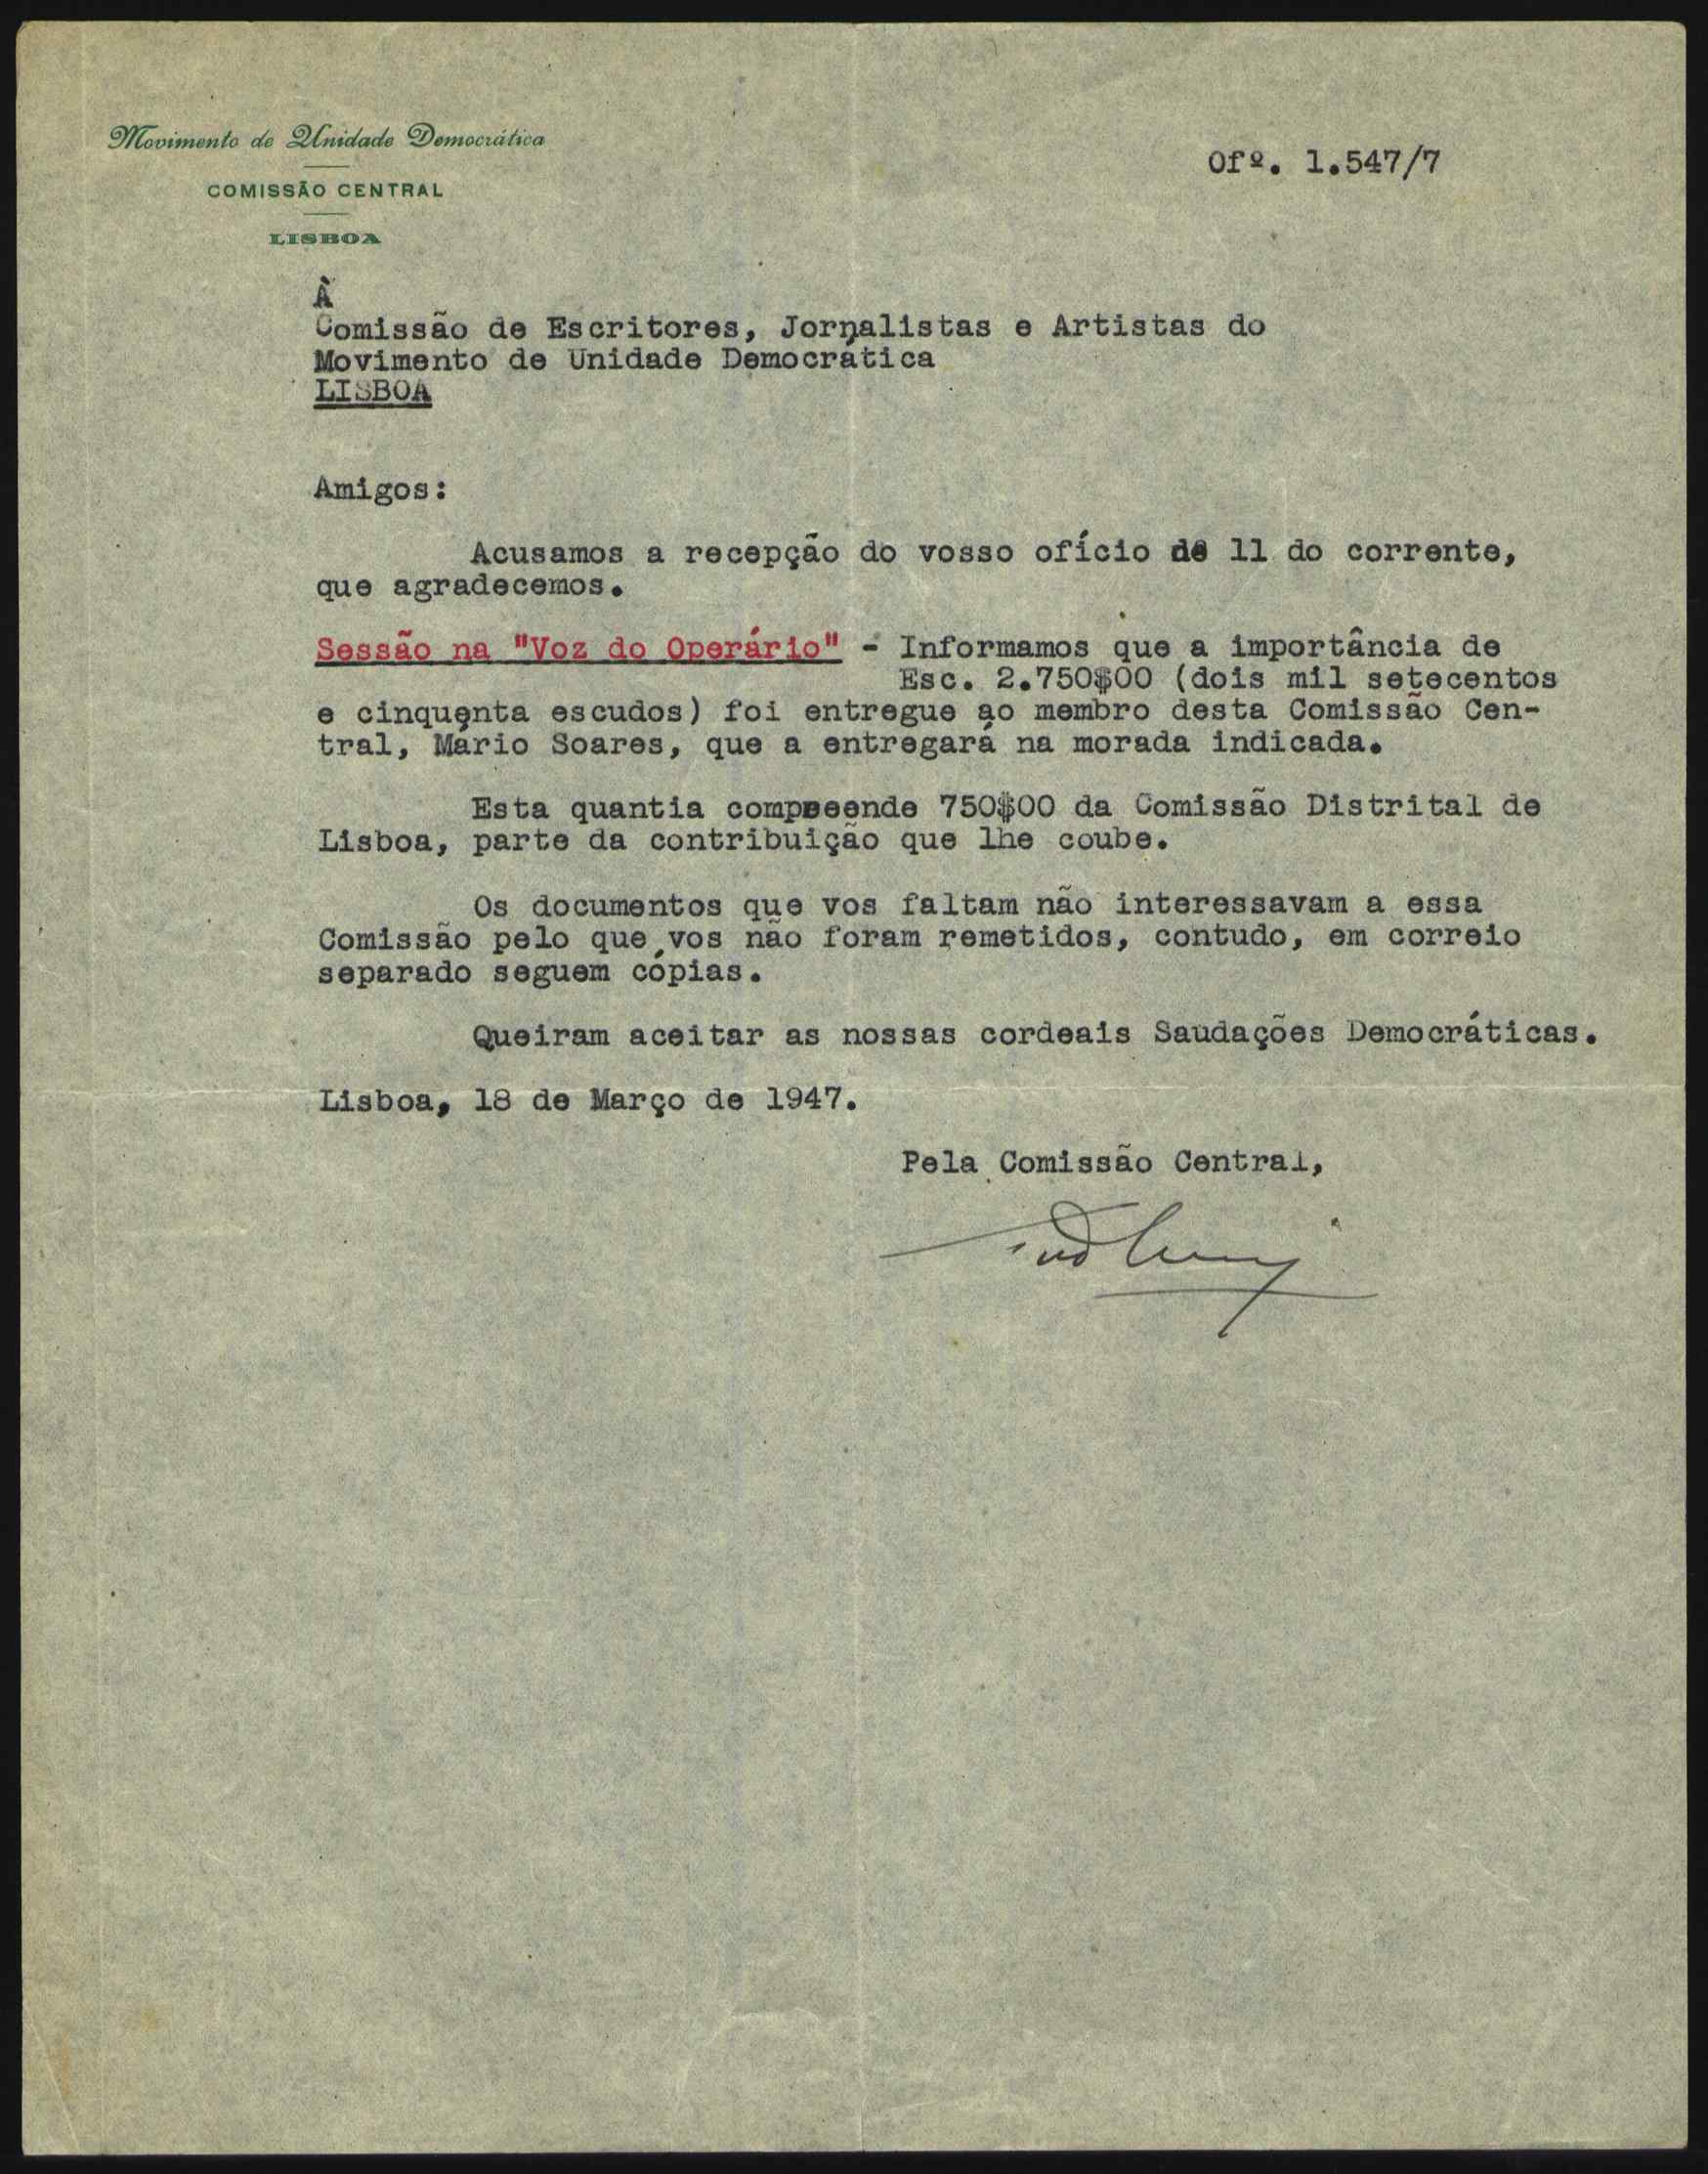 Movimento de Unidade Democrática
COMISSÃO CENTRAL
LISBOA
Ofº. 1.547/7
À
Comissão de Escritores, Jornalistas e Artistas do
Movimento de Unidade Democrática
LISBOA
Amigos:
Acusamos a recepção do vosso ofício de 11 do corrente,
que agradecemos.
Sessão na "Voz do Operário" - Informamos que a importância de
Esc. 2.750$00 (dois mil setecentos
e cinquenta escudos) foi entregue ao membro desta Comissão Cen-
tral, Mário Soares, que a entregará na morada indicada.
Esta quantia compreende 750$00 da Comissão Distrital de
Lisboa, parte da contribuição que lhe coube.
Os documentos que vos faltam não interessavam a essa
Comissão pelo que vos não foram remetidos, contudo, em correio
separado seguem cópias.
Queiram aceitar as nossas cordeais Saudações Democráticas.
Lisboa, 18 de Março de 1947.
Pela Comissão Central,